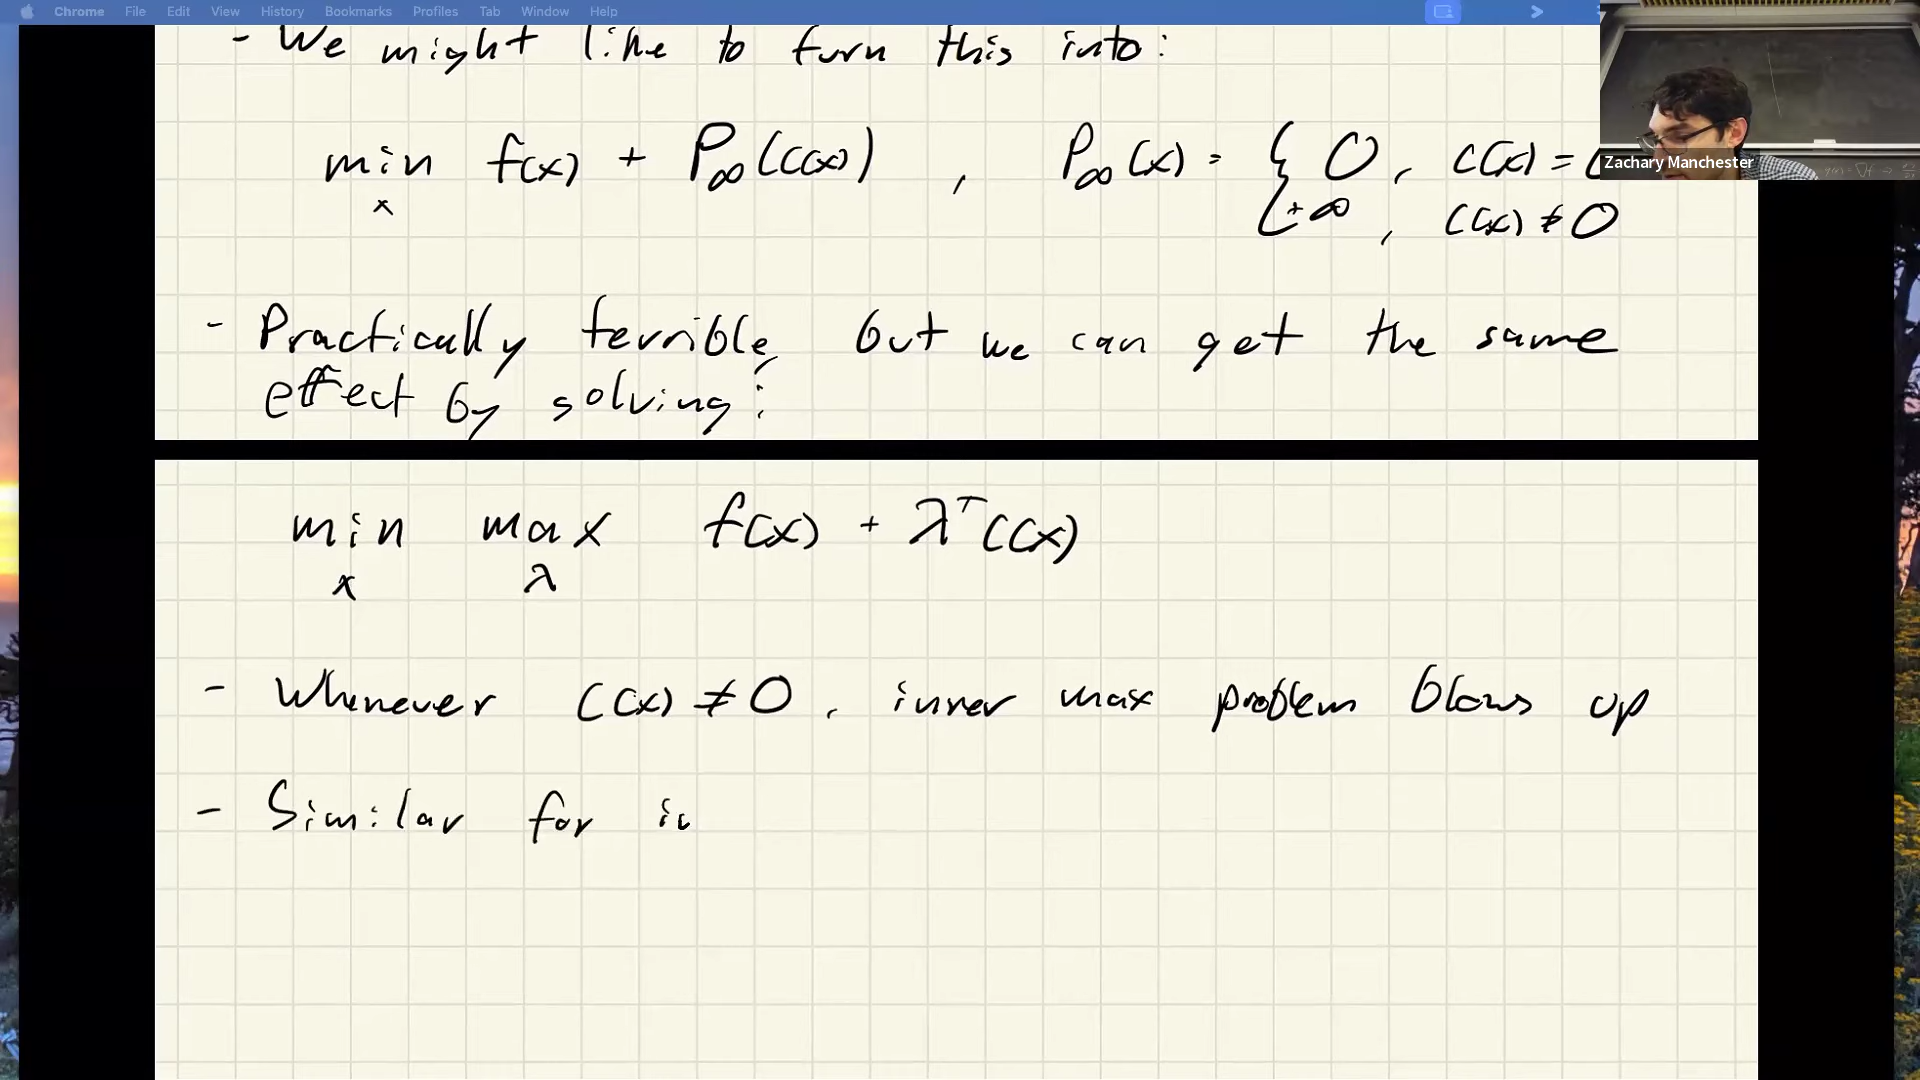 Chrome File Edit View History Bookmarks Profiles Tab Window Help
- We might like to turn this into:
min f(x) + P∞(c(x)) , P∞(x) = { 0, c(x) =
x +∞, c(x) ≠ 0
Zachary Manchester
- Practically terrible, but we can get the same
effect by solving:
min max f(x) + λᵀc(x)
x λ
- Whenever c(x) ≠ 0, inner max problem blows up
- Similar for